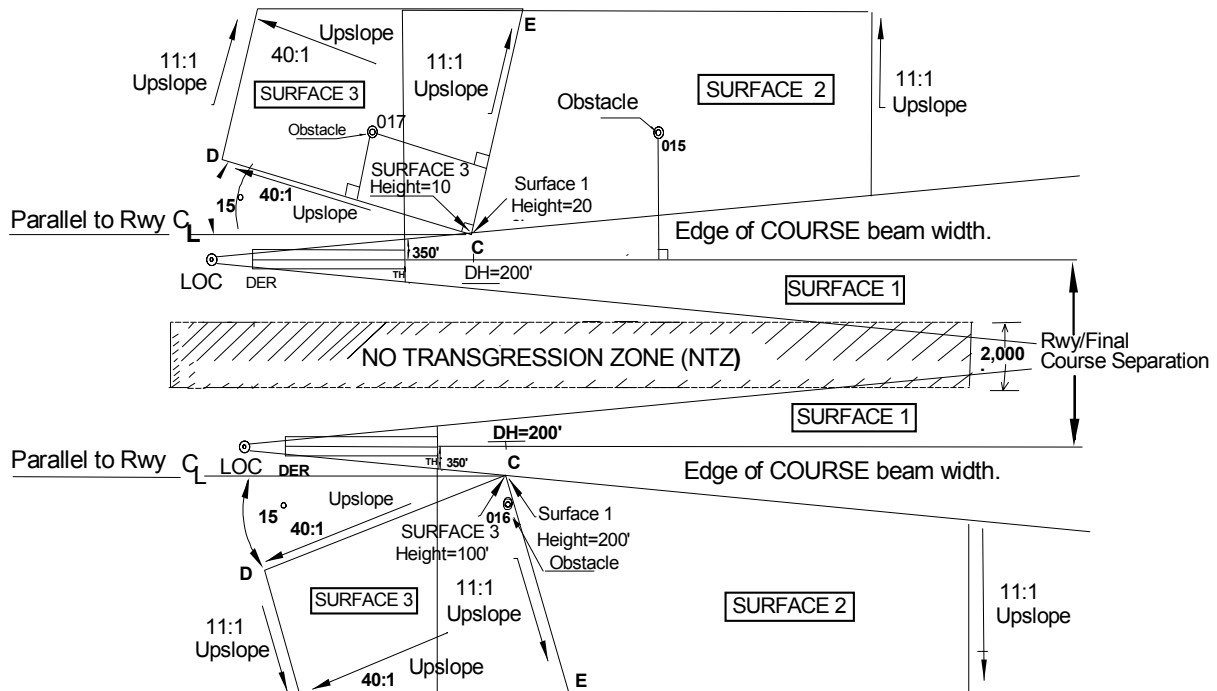 E
Upslope
40:1
11:1
Upslope
11:1
Upslope
11:1
Upslope
SURFACE 3
SURFACE 2
Obstacle
Obstacle
017
015
D
SURFACE 3
Height=10
Surface 1
Height=20
40:1
Upslope
15°
Parallel to Rwy CL
C
350'
Edge of COURSE beam width.
LOC
DER
TH
DH=200'
SURFACE 1
NO TRANSGRESSION ZONE (NTZ)
2,000
Rwy/Final
Course Separation
SURFACE 1
DH=200'
Parallel to Rwy CL
LOC
DER
TH
350'
C
Edge of COURSE beam width.
15°
Upslope
40:1
016
SURFACE 3
Height=100'
Surface 1
Height=200'
Obstacle
D
SURFACE 3
11:1
Upslope
SURFACE 2
11:1
Upslope
11:1
Upslope
Upslope
40:1
E